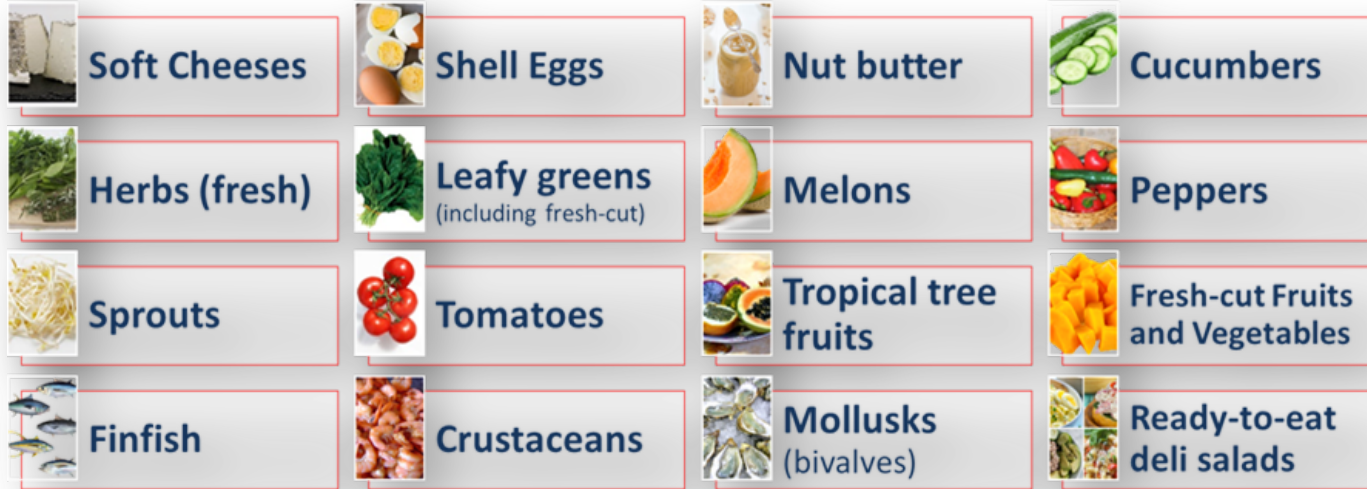 Soft Cheeses
Shell Eggs
Nut butter
Cucumbers
Herbs (fresh)
Leafy greens
(including fresh-cut)
Melons
Peppers
Sprouts
Tomatoes
Tropical tree
fruits
Fresh-cut Fruits
and Vegetables
Finfish
Crustaceans
Mollusks
(bivalves)
Ready-to-eat
deli salads